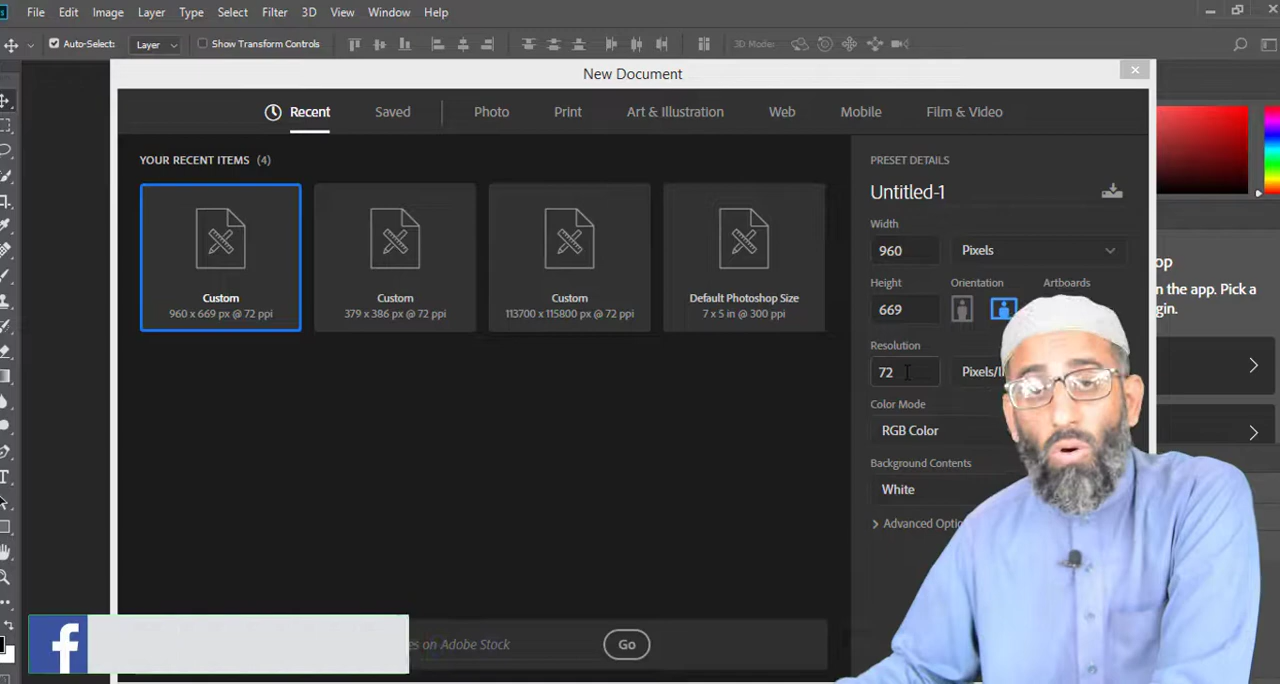 File Edit Image Layer Type Select Filter 3D View Window Help
Auto-Select: Layer Show Transform Controls 3D Mode:
New Document
Recent Saved Photo Print Art & Illustration Web Mobile Film & Video
YOUR RECENT ITEMS (4)
Custom
960 x 669 px @ 72 ppi
Custom
379 x 386 px @ 72 ppi
Custom
113700 x 115800 px @ 72 ppi
Default Photoshop Size
7 x 5 in @ 300 ppi
PRESET DETAILS
Untitled-1
Width
960 Pixels
Height Orientation Artboards
669
Resolution
72 Pixels/I
Color Mode
RGB Color
Background Contents
White
Advanced Optio
on Adobe Stock
Go
op
in the app. Pick a
gin.
f